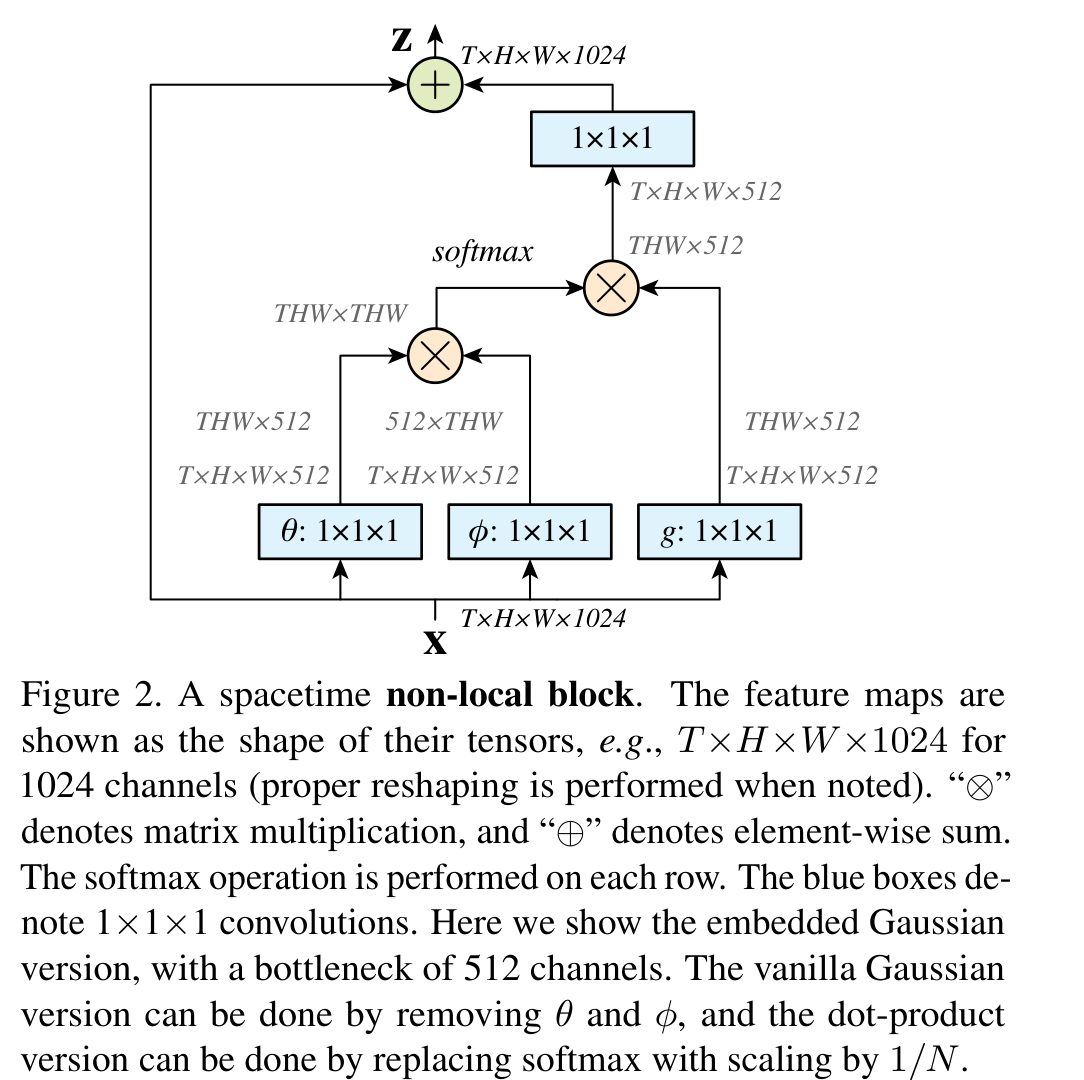 z
T×H×W×1024
1×1×1
T×H×W×512
softmax
THW×512
THW×THW
THW×512
512×THW
THW×512
T×H×W×512
T×H×W×512
T×H×W×512
θ: 1×1×1
ϕ: 1×1×1
g: 1×1×1
T×H×W×1024
x
Figure 2. A spacetime non-local block. The feature maps are
shown as the shape of their tensors, e.g., T×H×W×1024 for
1024 channels (proper reshaping is performed when noted). “⊗”
denotes matrix multiplication, and “⊕” denotes element-wise sum.
The softmax operation is performed on each row. The blue boxes de-
note 1×1×1 convolutions. Here we show the embedded Gaussian
version, with a bottleneck of 512 channels. The vanilla Gaussian
version can be done by removing θ and ϕ, and the dot-product
version can be done by replacing softmax with scaling by 1/N.